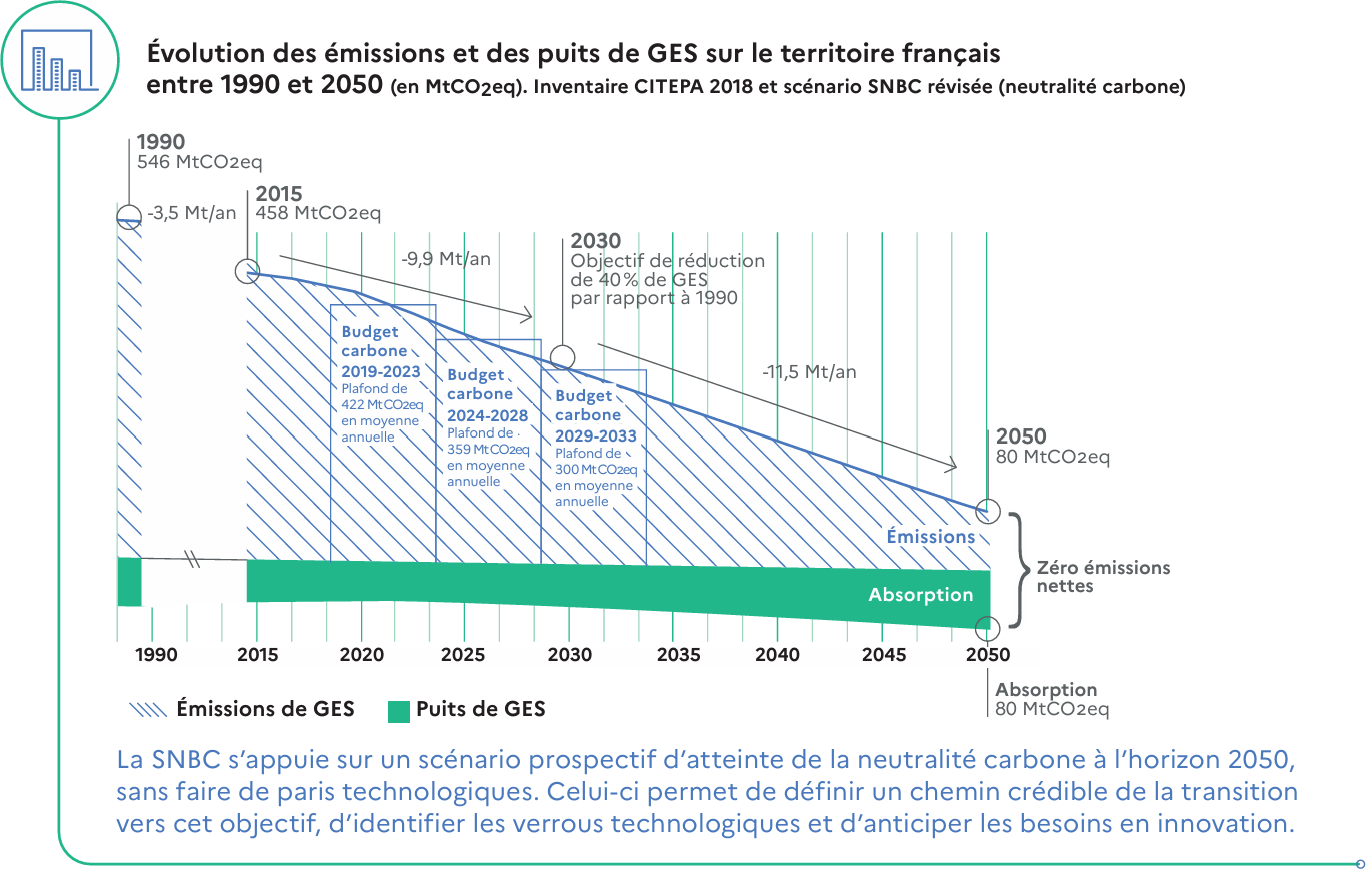 Évolution des émissions et des puits de GES sur le territoire français
entre 1990 et 2050 (en MtCO2eq). Inventaire CITEPA 2018 et scénario SNBC révisée (neutralité carbone)
1990
546 MtCO2eq
-3,5 Mt/an
2015
458 MtCO2eq
-9,9 Mt/an
2030
Objectif de réduction
de 40% de GES
par rapport à 1990
-11,5 Mt/an
2050
80 MtCO2eq
Budget
carbone
2019-2023
Plafond de
422 MtCO2eq
en moyenne
annuelle
Budget
carbone
2024-2028
Plafond de
359 MtCO2eq
en moyenne
annuelle
Budget
carbone
2029-2033
Plafond de
300 MtCO2eq
en moyenne
annuelle
Émissions
Absorption
Zéro émissions
nettes
1990 2015 2020 2025 2030 2035 2040 2045 2050
Absorption
80 MtCO2eq
Émissions de GES Puits de GES
La SNBC s'appuie sur un scénario prospectif d'atteinte de la neutralité carbone à l'horizon 2050,
sans faire de paris technologiques. Celui-ci permet de définir un chemin crédible de la transition
vers cet objectif, d'identifier les verrous technologiques et d'anticiper les besoins en innovation.